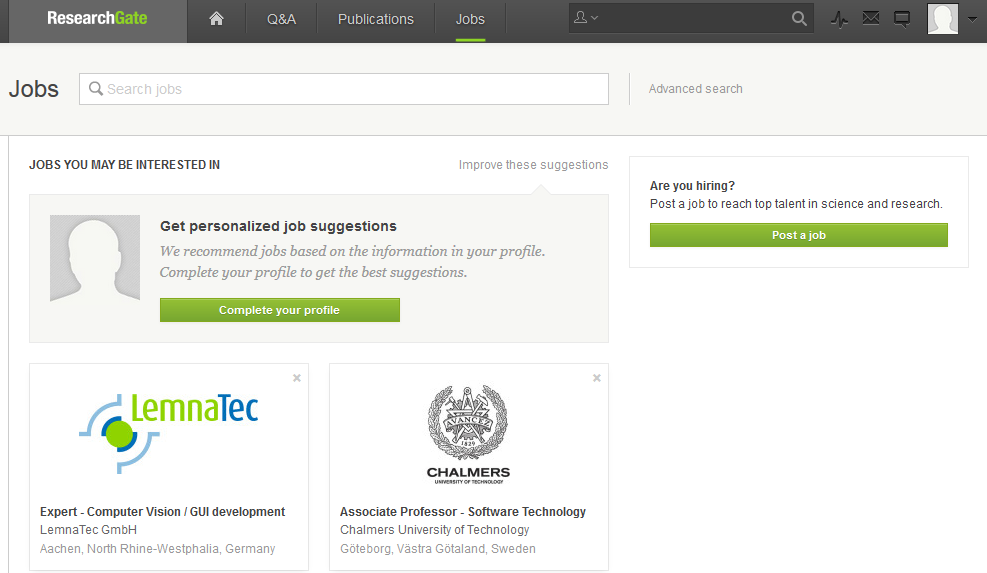 ResearchGate
Q&A
Publications
Jobs
Jobs
Search jobs
Advanced search
JOBS YOU MAY BE INTERESTED IN
Improve these suggestions
Get personalized job suggestions
We recommend jobs based on the information in your profile.
Complete your profile to get the best suggestions.
Complete your profile
Are you hiring?
Post a job to reach top talent in science and research.
Post a job
LemnaTec
Expert - Computer Vision / GUI development
LemnaTec GmbH
Aachen, North Rhine-Westphalia, Germany
AVANCEZ
1829
CHALMERS
UNIVERSITY OF TECHNOLOGY
Associate Professor - Software Technology
Chalmers University of Technology
Göteborg, Västra Götaland, Sweden